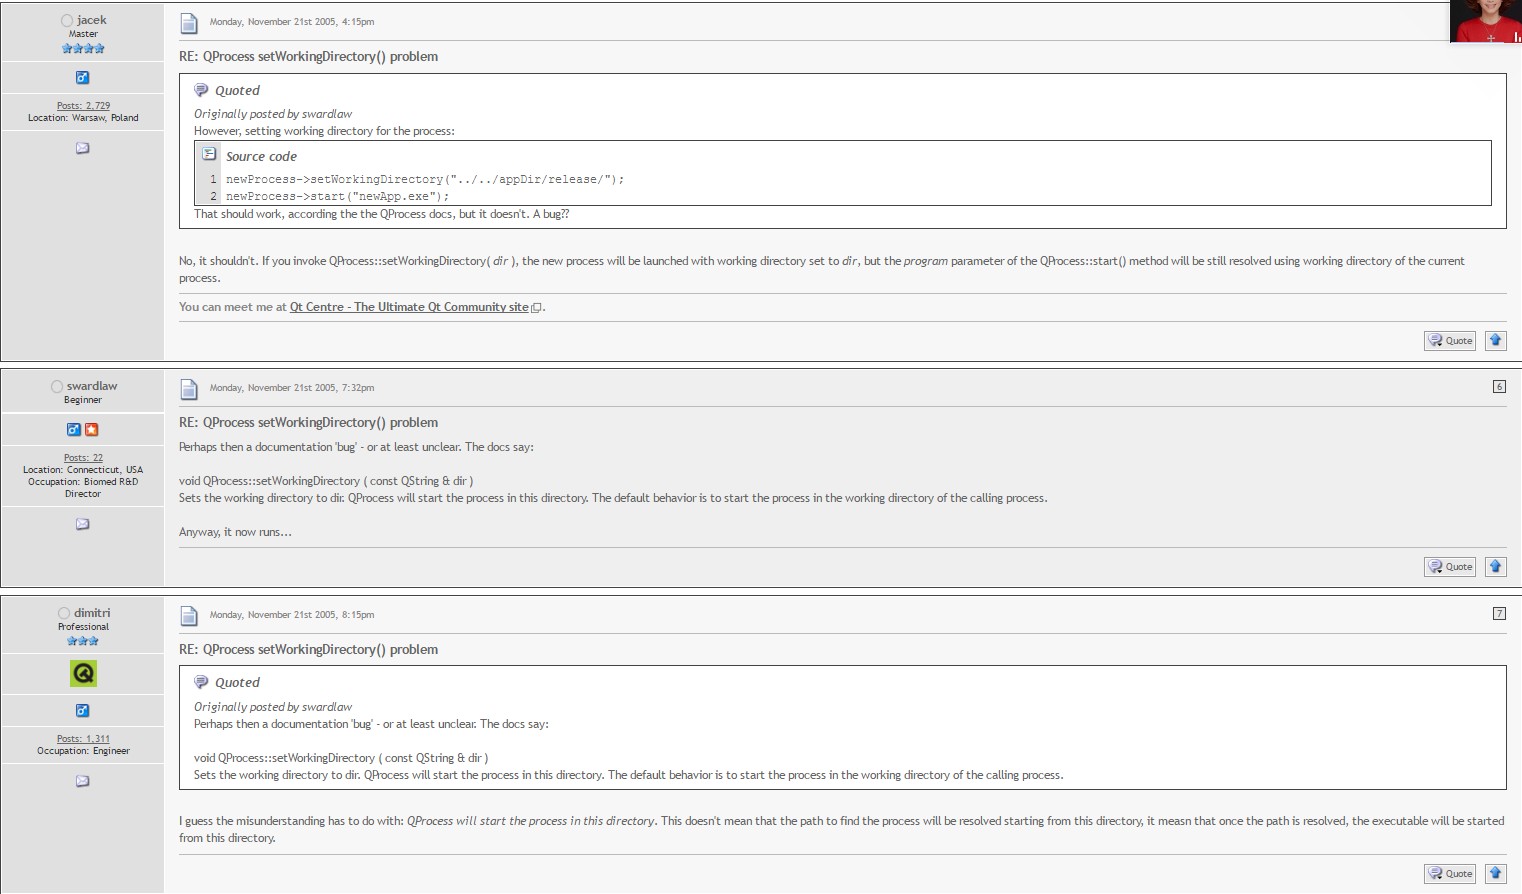 jacek
Master
Posts: 2,729
Location: Warsaw, Poland
Monday, November 21st 2005, 4:15pm
RE: QProcess setWorkingDirectory() problem
Quoted
Originally posted by swardlaw
However, setting working directory for the process:
Source code
1 newProcess->setWorkingDirectory("../../appDir/release/");
2 newProcess->start("newApp.exe");
That should work, according the the QProcess docs, but it doesn't. A bug??
No, it shouldn't. If you invoke QProcess::setWorkingDirectory( dir ), the new process will be launched with working directory set to dir, but the program parameter of the QProcess::start() method will be still resolved using working directory of the current
process.
You can meet me at Qt Centre - The Ultimate Qt Community site.
Quote
swardlaw
Beginner
Posts: 22
Location: Connecticut, USA
Occupation: Biomed R&D
Director
Monday, November 21st 2005, 7:32pm
6
RE: QProcess setWorkingDirectory() problem
Perhaps then a documentation 'bug' - or at least unclear. The docs say:
void QProcess::setWorkingDirectory ( const QString & dir )
Sets the working directory to dir. QProcess will start the process in this directory. The default behavior is to start the process in the working directory of the calling process.
Anyway, it now runs...
Quote
dimitri
Professional
Posts: 1,311
Occupation: Engineer
Monday, November 21st 2005, 8:15pm
7
RE: QProcess setWorkingDirectory() problem
Quoted
Originally posted by swardlaw
Perhaps then a documentation 'bug' - or at least unclear. The docs say:
void QProcess::setWorkingDirectory ( const QString & dir )
Sets the working directory to dir. QProcess will start the process in this directory. The default behavior is to start the process in the working directory of the calling process.
I guess the misunderstanding has to do with: QProcess will start the process in this directory. This doesn't mean that the path to find the process will be resolved starting from this directory, it measn that once the path is resolved, the executable will be started
from this directory.
Quote